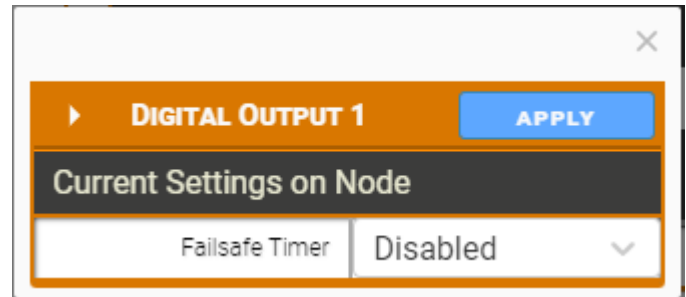 DIGITAL OUTPUT 1
APPLY
Current Settings on Node
Failsafe Timer
Disabled